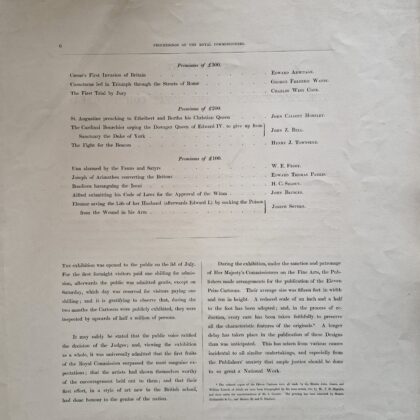 6
PROCEEDINGS OF THE ROYAL COMMISSIONERS.
Premiums of £300.
Cæsar's First Invasion of Britain . . . . . . EDWARD ARMITAGE.
Caractacus led in Triumph through the Streets of Rome . . . . GEORGE FREDERIC WATTS.
The First Trial by Jury . . . . . . CHARLES WEST COPE.
Premiums of £200.
St. Augustine preaching to Ethelbert and Bertha his Christian Queen . . . JOHN CALLCOTT HORSLEY.
The Cardinal Bourchier urging the Dowager Queen of Edward IV. to give up from
Sanctuary the Duke of York . . . . . . JOHN Z. BELL.
The Fight for the Beacon . . . . . . HENRY J. TOWNSEND.
Premiums of £100.
Una alarmed by the Fauns and Satyrs . . . . . . W. E. FROST.
Joseph of Arimathea converting the Britons . . . . . . EDWARD THOMAS PARRIS.
Boadicea haranguing the Iceni . . . . . . H. C. SELOUS.
Alfred submitting his Code of Laws for the Approval of the Witan . . . . JOHN BRIDGES.
Eleanor saving the Life of her Husband (afterwards Edward I.) by sucking the Poison
from the Wound in his Arm . . . . . . JOSEPH SEVERN.
THE exhibition was opened to the public on the 3d of July.
For the first fortnight visitors paid one shilling for admis-
sion, afterwards the public was admitted gratis, except on
Saturday, which day was reserved for visitors paying one
shilling; and it is gratifying to observe that, during the
two months the Cartoons were publicly exhibited, they were
inspected by upwards of half a million of persons.
It may safely be stated that the public voice ratified
the decision of the Judges; and, viewing the exhibition
as a whole, it was universally admitted that the first fruits
of the Royal Commission surpassed the most sanguine ex-
pectations; that the artists had shown themselves worthy
of the encouragement held out to them; and that their
first effort, in a style of art new to the British school,
had done honour to the genius of the nation.
During the exhibition, under the sanction and patronage
of Her Majesty's Commissioners on the Fine Arts, the Pub-
lishers made arrangements for the publication of the Eleven
Prize Cartoons. Their average size was fifteen feet in width
and ten in height. A reduced scale of an inch and a half
to the foot has been adopted; and, in the process of re-
duction, every care has been taken faithfully to preserve
all the characteristic features of the originals.* A longer
delay has taken place in the publication of these Designs
than was anticipated. This has arisen from various causes
incidental to all similar undertakings, and especially from
the Publishers' anxiety that ample justice should be done
to so great a National Work.